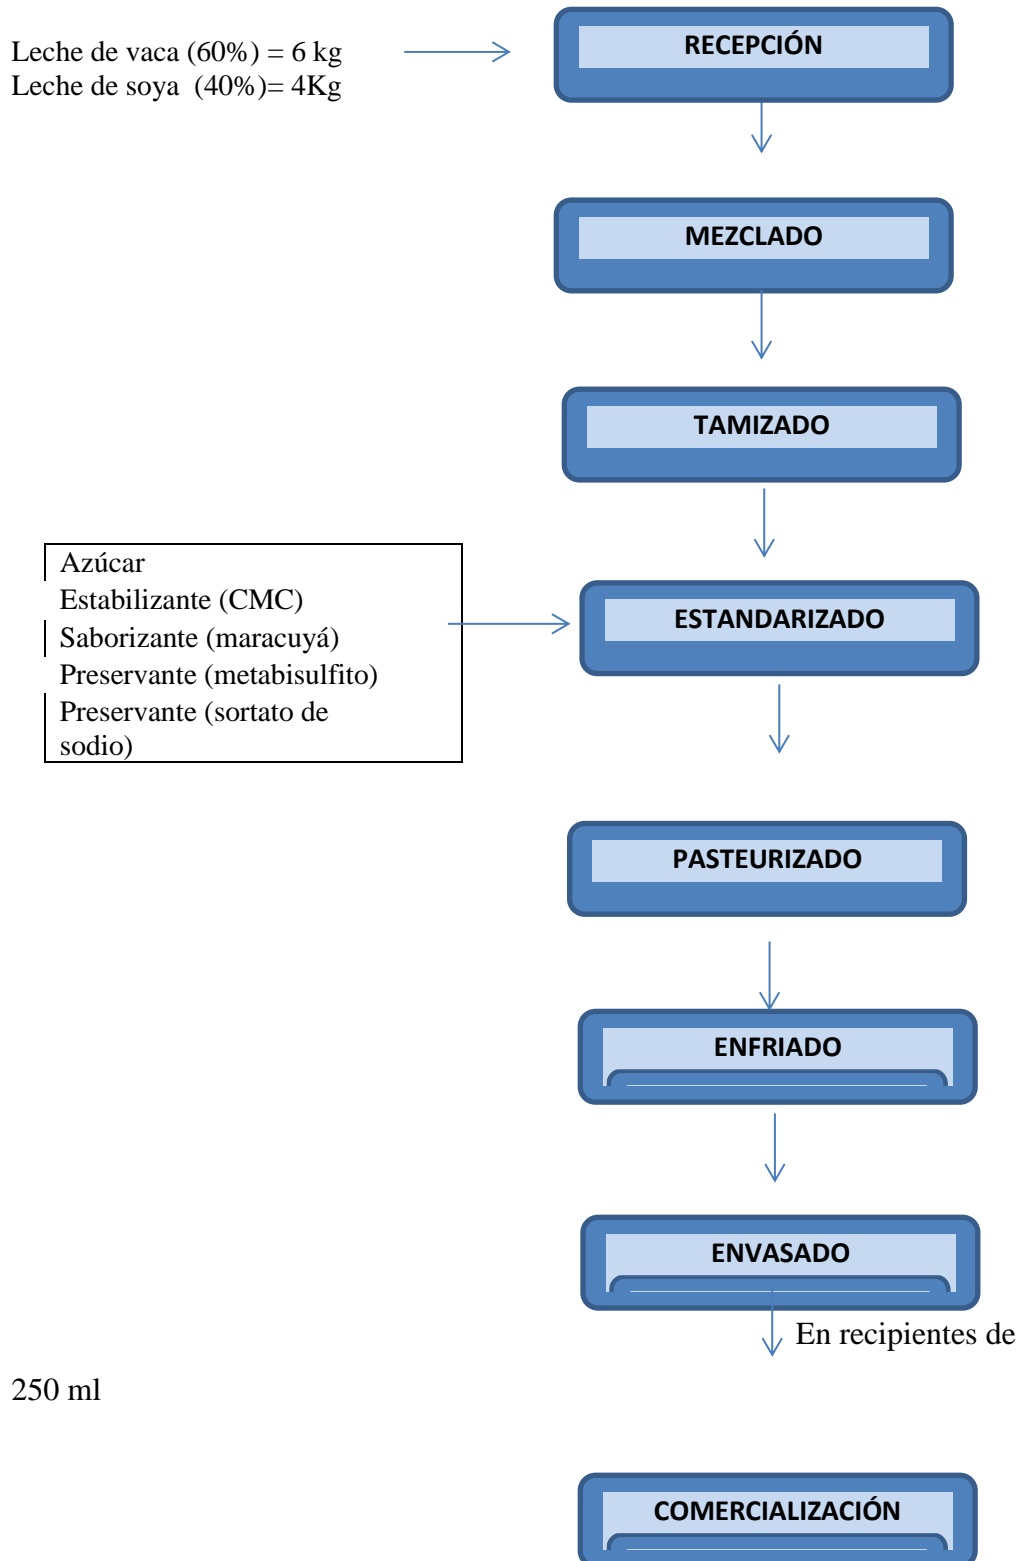 Leche de vaca (60%) = 6 kg
Leche de soya (40%)= 4Kg
RECEPCIÓN
MEZCLADO
TAMIZADO
Azúcar
Estabilizante (CMC)
Saborizante (maracuyá)
Preservante (metabisulfito)
Preservante (sortato de
sodio)
ESTANDARIZADO
PASTEURIZADO
ENFRIADO
ENVASADO
En recipientes de
250 ml
COMERCIALIZACIÓN